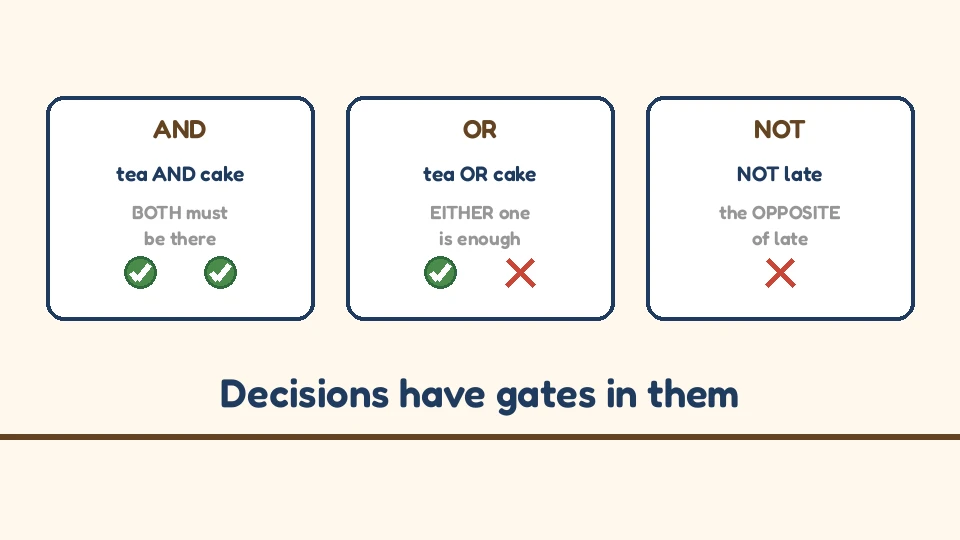 AND
tea AND cake
BOTH must
be there
OR
tea OR cake
EITHER one
is enough
NOT
NOT late
the OPPOSITE
of late
Decisions have gates in them